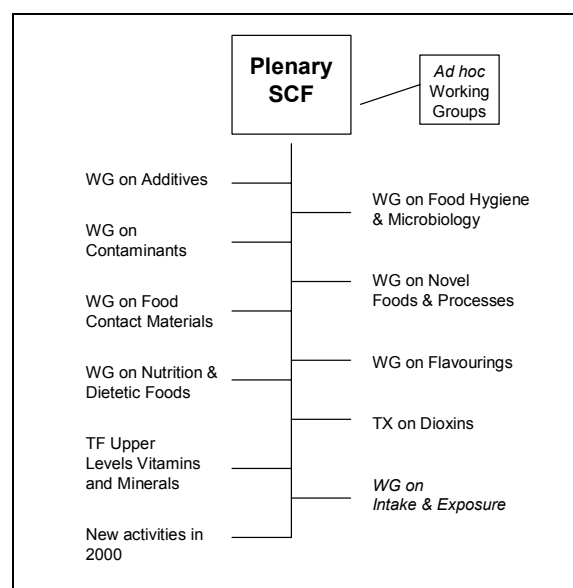 Plenary
SCF
Ad hoc
Working
Groups
WG on Additives
WG on Food Hygiene
& Microbiology
WG on
Contaminants
WG on Novel
Foods & Processes
WG on Food
Contact Materials
WG on Flavourings
WG on Nutrition &
Dietetic Foods
TX on Dioxins
TF Upper
Levels Vitamins
and Minerals
WG on
Intake & Exposure
New activities in
2000